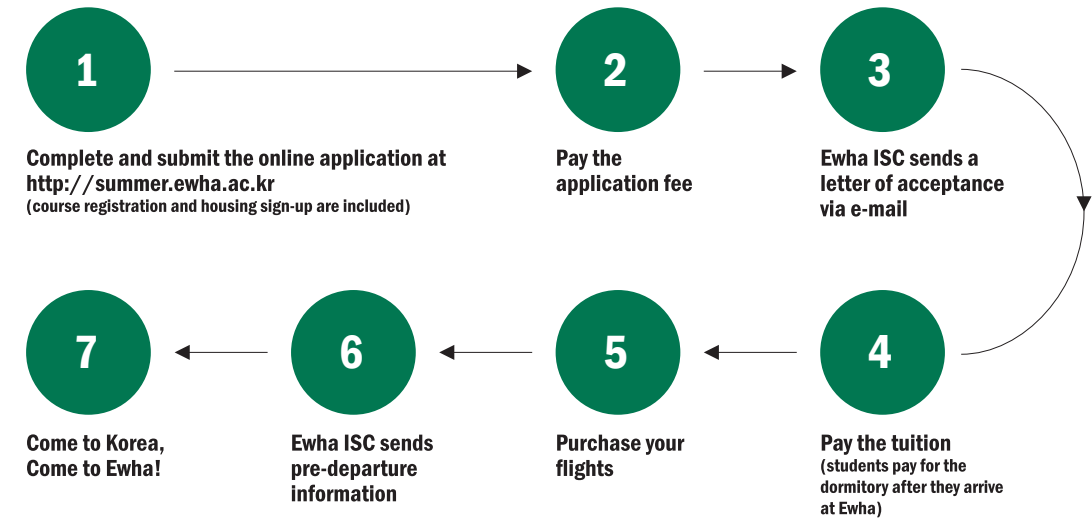 1
Complete and submit the online application at
http://summer.ewha.ac.kr
(course registration and housing sign-up are included)
2
Pay the
application fee
3
Ewha ISC sends a
letter of acceptance
via e-mail
4
Pay the tuition
(students pay for the
dormitory after they arrive
at Ewha)
5
Purchase your
flights
6
Ewha ISC sends
pre-departure
information
7
Come to Korea,
Come to Ewha!